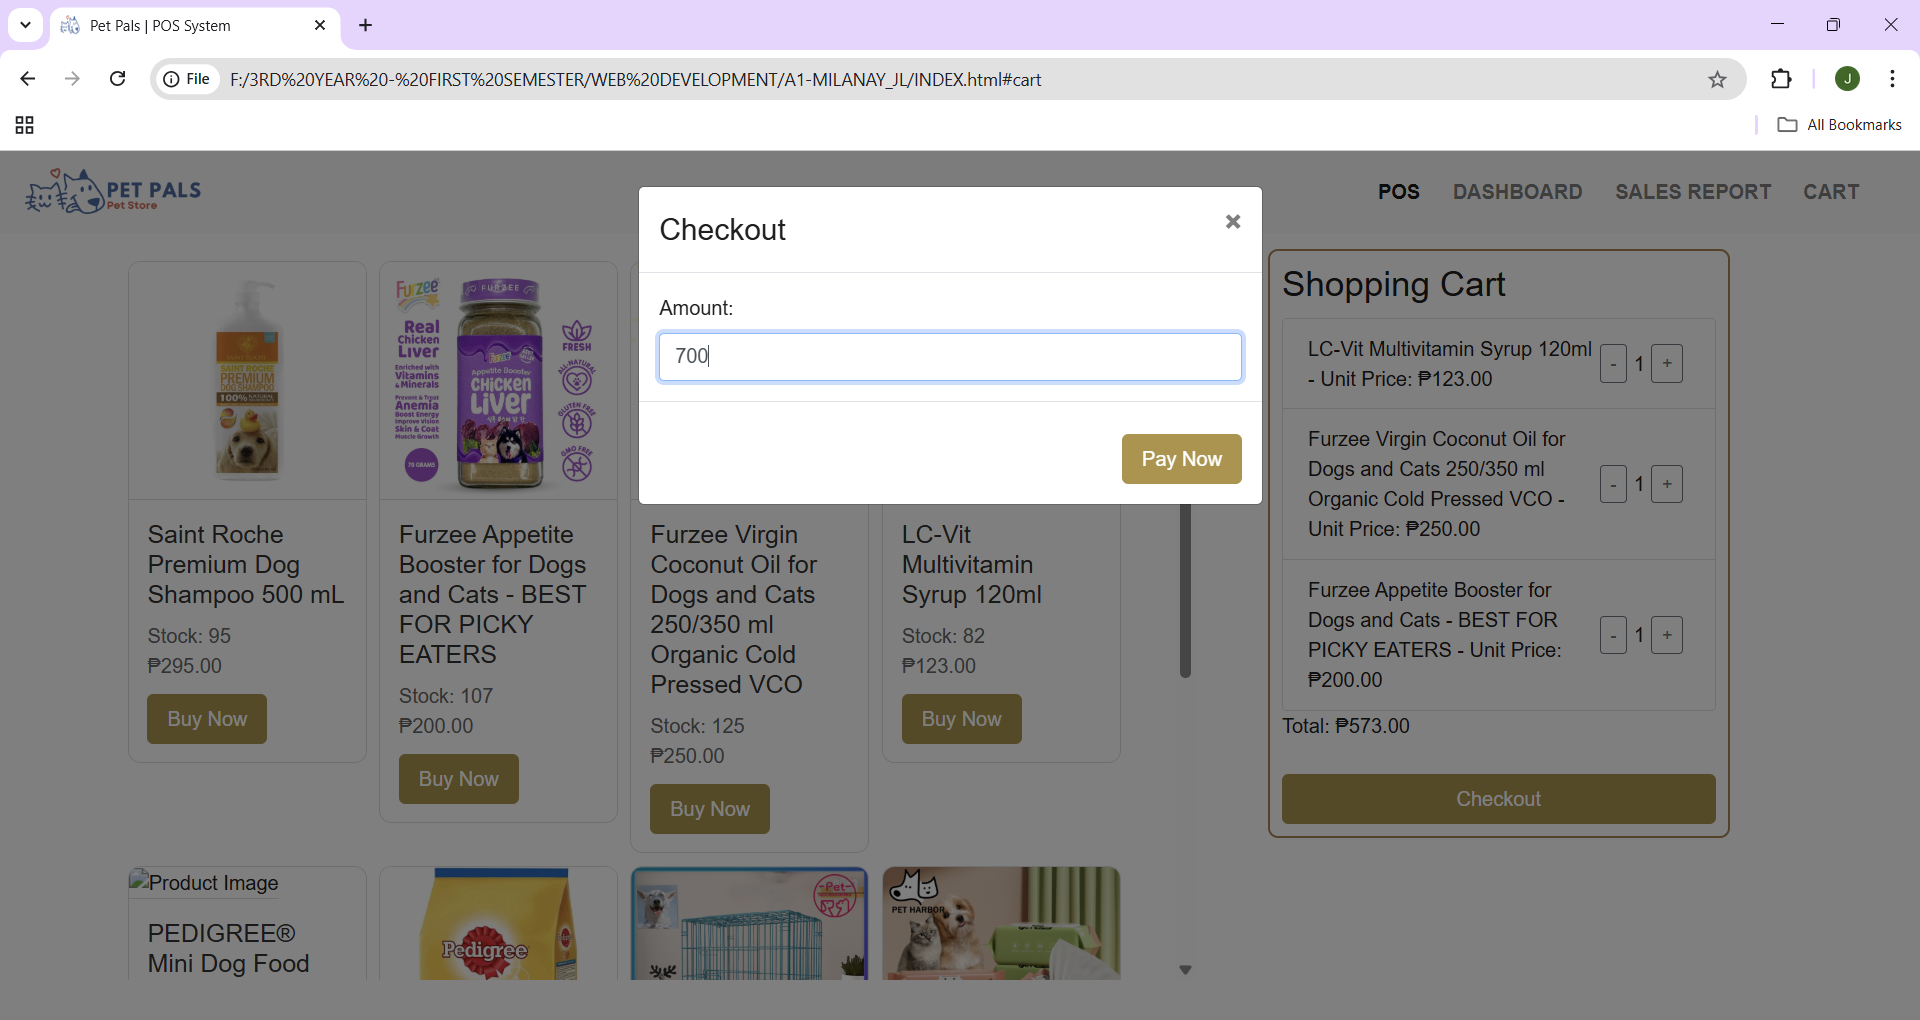 Pet Pals | POS System
File
F:/3RD%20YEAR%20-%20FIRST%20SEMESTER/WEB%20DEVELOPMENT/A1-MILANAY_JL/INDEX.html#cart
J
All Bookmarks
PET PALS
Pet Store
POS
DASHBOARD
SALES REPORT
CART
Checkout
Amount:
700
Pay Now
SAINT ROCHE
PREMIUM
DOG SHAMPOO
100% NATURAL
Furzee
Real
Chicken
Liver
Enriched with
Vitamins
& Minerals
Prevent & Treat
Anemia
Boost Energy
Improve Vision
Skin & Coat
Muscle Growth
70 GRAMS
FURZEE
Furzee
Appetite Booster
CHICKEN
LIVER
FRESH
ALL-NATURAL
GLUTEN FREE
GMO FREE
Saint Roche
Premium Dog
Shampoo 500 mL
Stock: 95
₱295.00
Buy Now
Furzee Appetite
Booster for Dogs
and Cats - BEST
FOR PICKY
EATERS
Stock: 107
₱200.00
Buy Now
Furzee Virgin
Coconut Oil for
Dogs and Cats
250/350 ml
Organic Cold
Pressed VCO
Stock: 125
₱250.00
Buy Now
LC-Vit
Multivitamin
Syrup 120ml
Stock: 82
₱123.00
Buy Now
Product Image
PEDIGREE®
Mini Dog Food
Pedigree
Pet
PET HARBOR
Shopping Cart
LC-Vit Multivitamin Syrup 120ml
- Unit Price: ₱123.00
- 1 +
Furzee Virgin Coconut Oil for
Dogs and Cats 250/350 ml
Organic Cold Pressed VCO -
Unit Price: ₱250.00
- 1 +
Furzee Appetite Booster for
Dogs and Cats - BEST FOR
PICKY EATERS - Unit Price:
₱200.00
- 1 +
Total: ₱573.00
Checkout